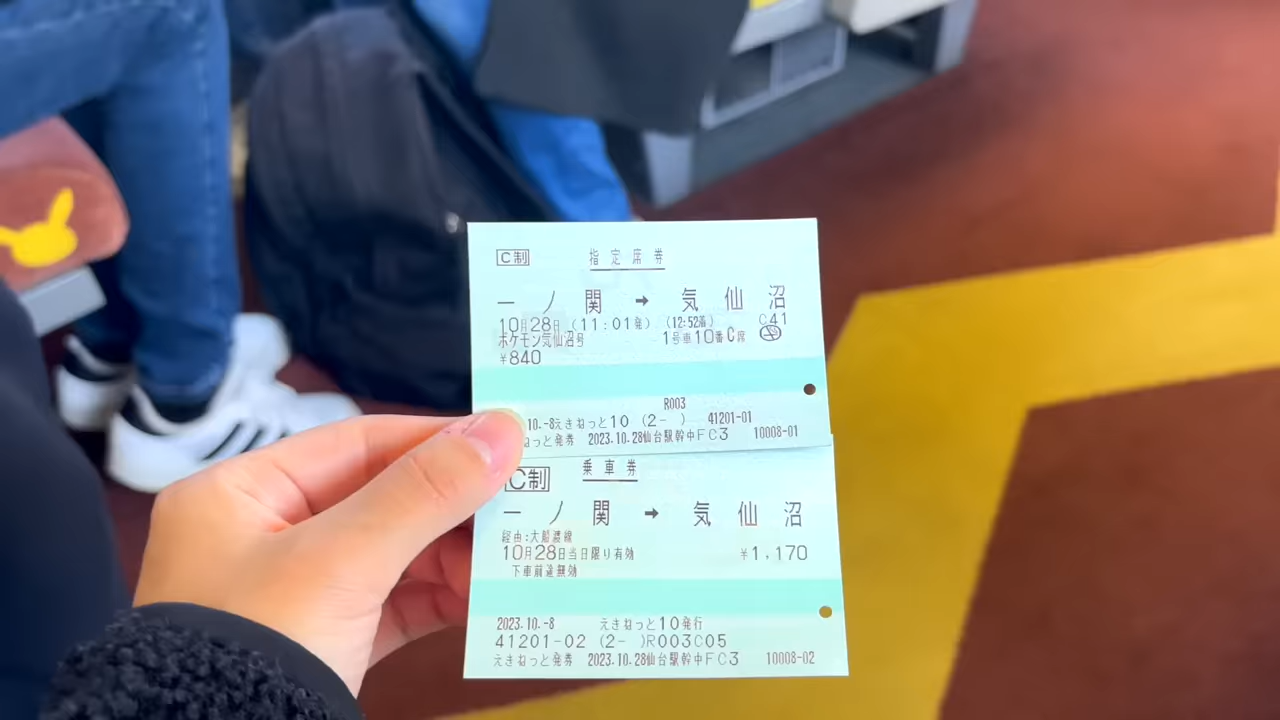 C制 指定席券
一ノ関 → 気仙沼
10月28日 (11:01発) (12:52着) C41
ポケモン気仙沼号 1号車10番C席
¥840
R003
10.-8えきねっと10 (2- ) 41201-01
ねっと発券 2023.10.28仙台駅幹中FC3 10008-01
C制 乗車券
一ノ関 → 気仙沼
経由:大船渡線
10月28日当日限り有効 ¥1,170
下車前途無効
2023.10.-8 えきねっと10発行
41201-02 (2- )R003C05
えきねっと発券 2023.10.28仙台駅幹中FC3 10008-02